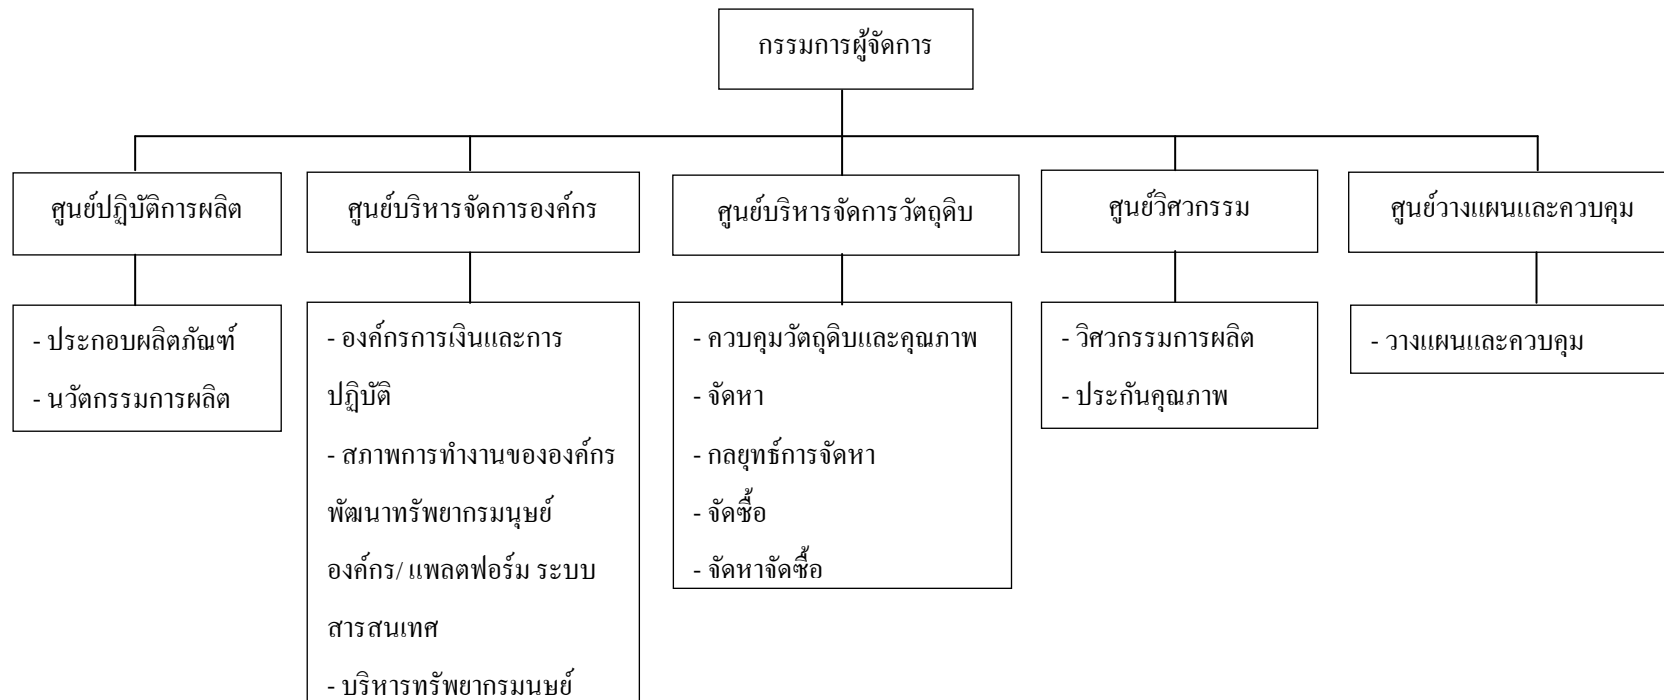 กรรมการผู้จัดการ
ศูนย์ปฏิบัติการผลิต
ศูนย์บริหารจัดการองค์กร
ศูนย์บริหารจัดการวัตถุดิบ
ศูนย์วิศวกรรม
ศูนย์วางแผนและควบคุม
- ประกอบผลิตภัณฑ์
- นวัตกรรมการผลิต
- องค์กรการเงินและการ
ปฏิบัติ
- สภาพการทำงานขององค์กร
พัฒนาทรัพยากรมนุษย์
องค์กร/ แพลตฟอร์ม ระบบ
สารสนเทศ
- บริหารทรัพยากรมนุษย์
- ควบคุมวัตถุดิบและคุณภาพ
- จัดหา
- กลยุทธ์การจัดหา
- จัดซื้อ
- จัดหาจัดซื้อ
- วิศวกรรมการผลิต
- ประกันคุณภาพ
- วางแผนและควบคุม